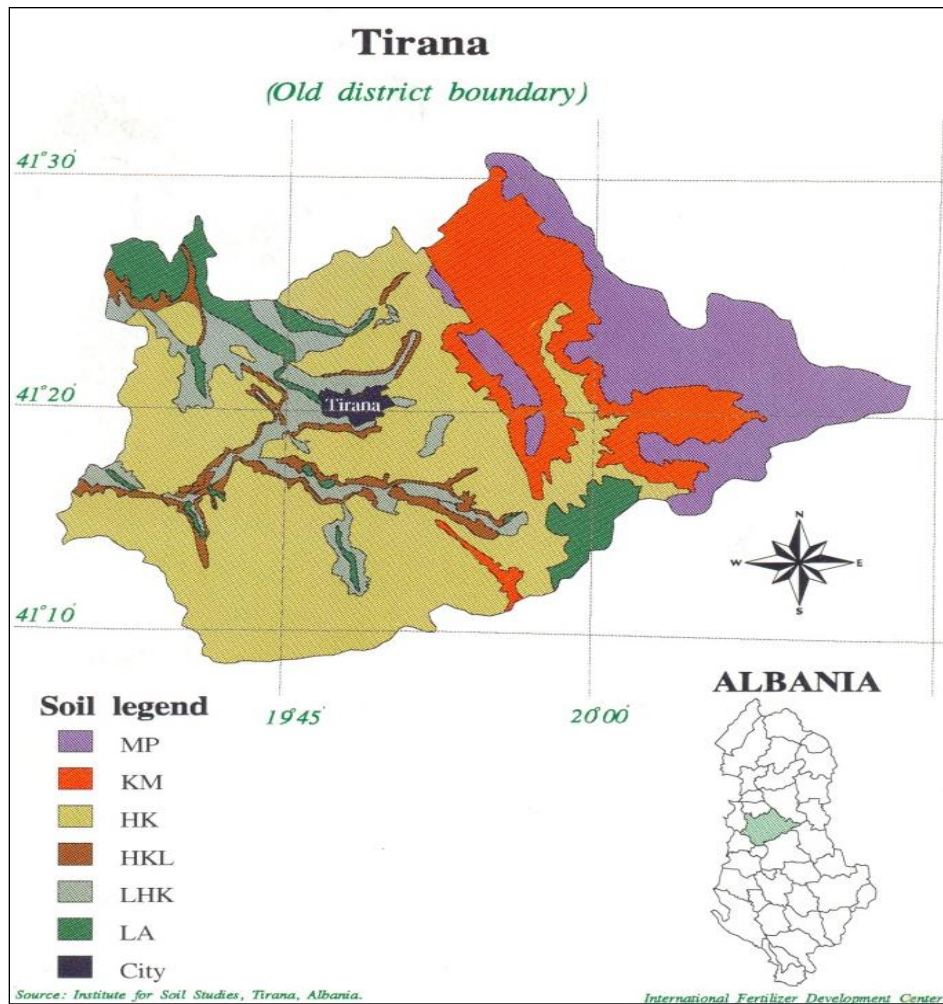 Tirana
(Old district boundary)
41°30'
41°20'
Tirana
N
W E
S
41°10'
19°45' 20°00'
ALBANIA
Soil legend
MP
KM
HK
HKL
LHK
LA
City
Source: Institute for Soil Studies, Tirana, Albania.
International Fertilizer Development Center